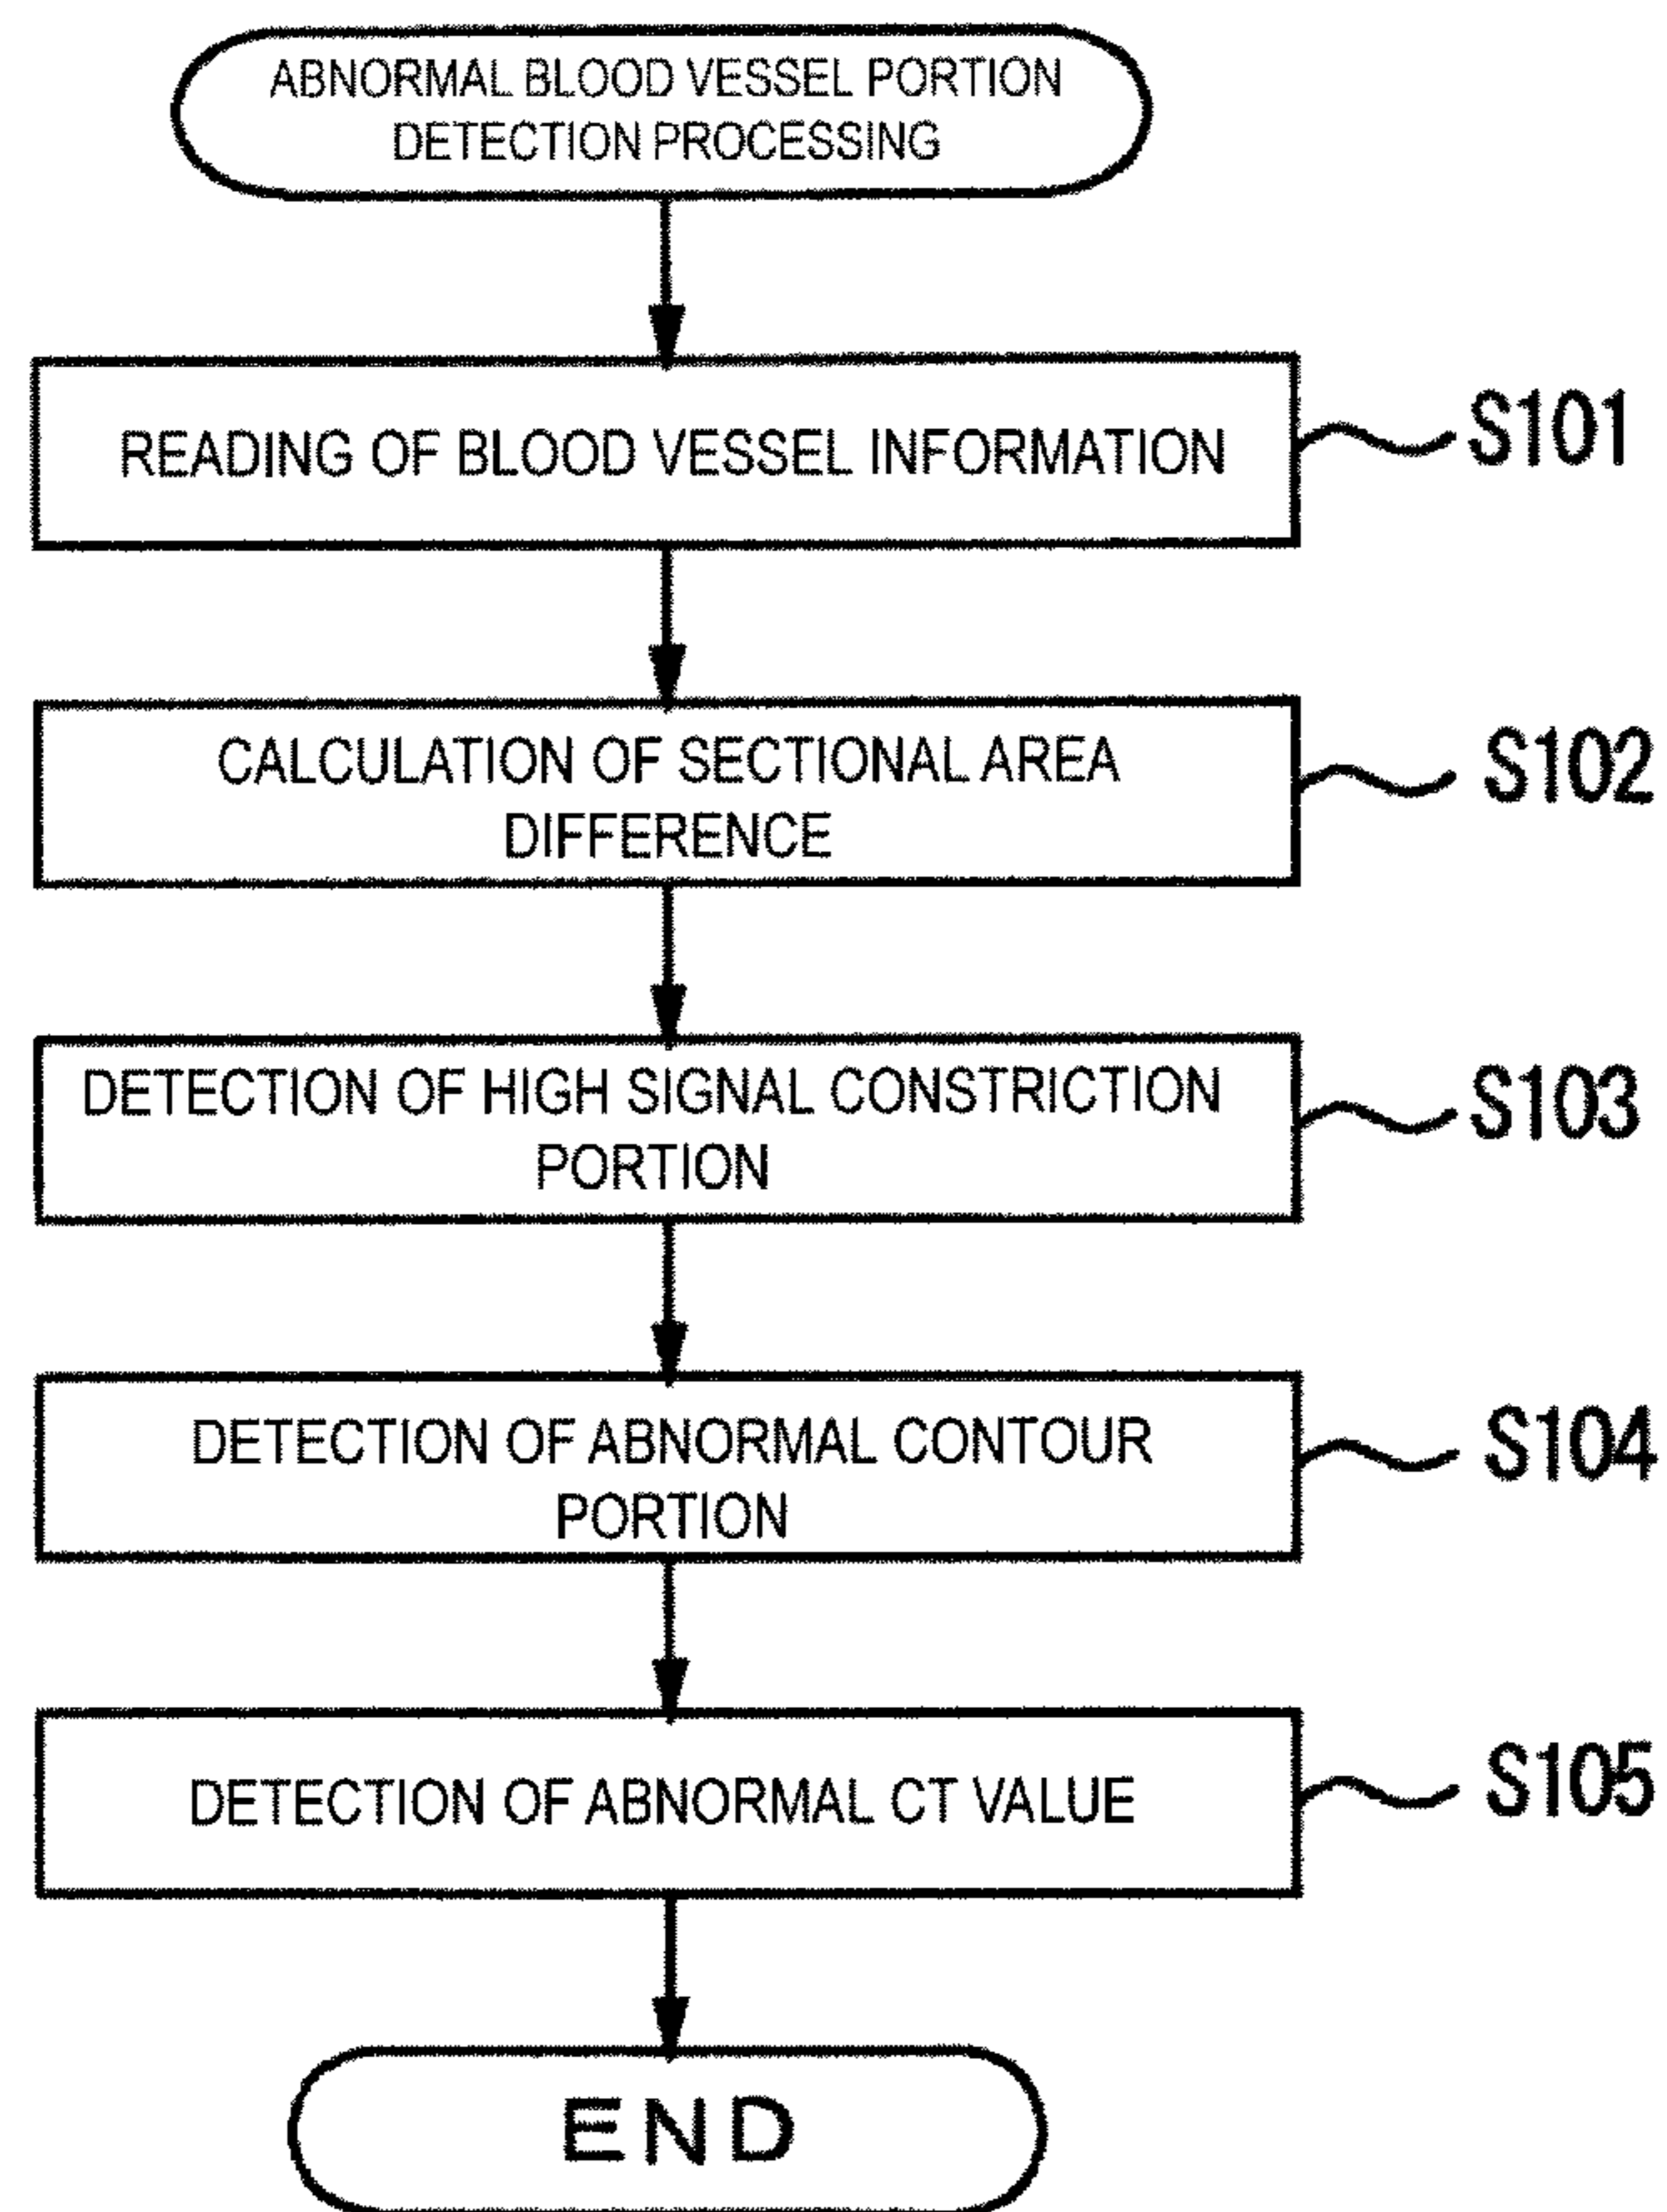 ABNORMAL BLOOD VESSEL PORTION
DETECTION PROCESSING
READING OF BLOOD VESSEL INFORMATION
S101
CALCULATION OF SECTIONAL AREA
DIFFERENCE
S102
DETECTION OF HIGH SIGNAL CONSTRICTION
PORTION
S103
DETECTION OF ABNORMAL CONTOUR
PORTION
S104
DETECTION OF ABNORMAL CT VALUE
S105
END